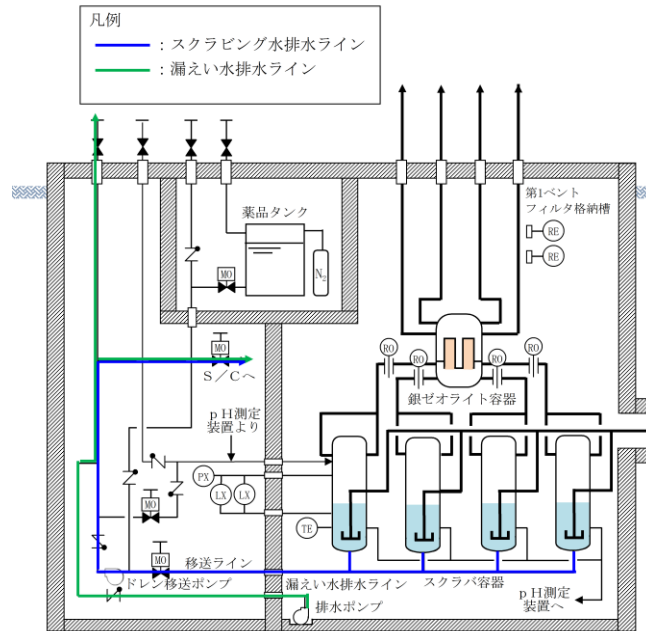 凡例
：スクラビング水排水ライン
：漏えい水排水ライン
第1ベント
フィルタ格納槽
RE
RE
薬品タンク
N2
MO
MO
S／Cへ
RO
RO
RO
RO
銀ゼオライト容器
pH測定
装置より
PX
LX
LX
TE
MO
MO
移送ライン
ドレン移送ポンプ
漏えい水排水ライン
スクラバ容器
排水ポンプ
pH測定
装置へ